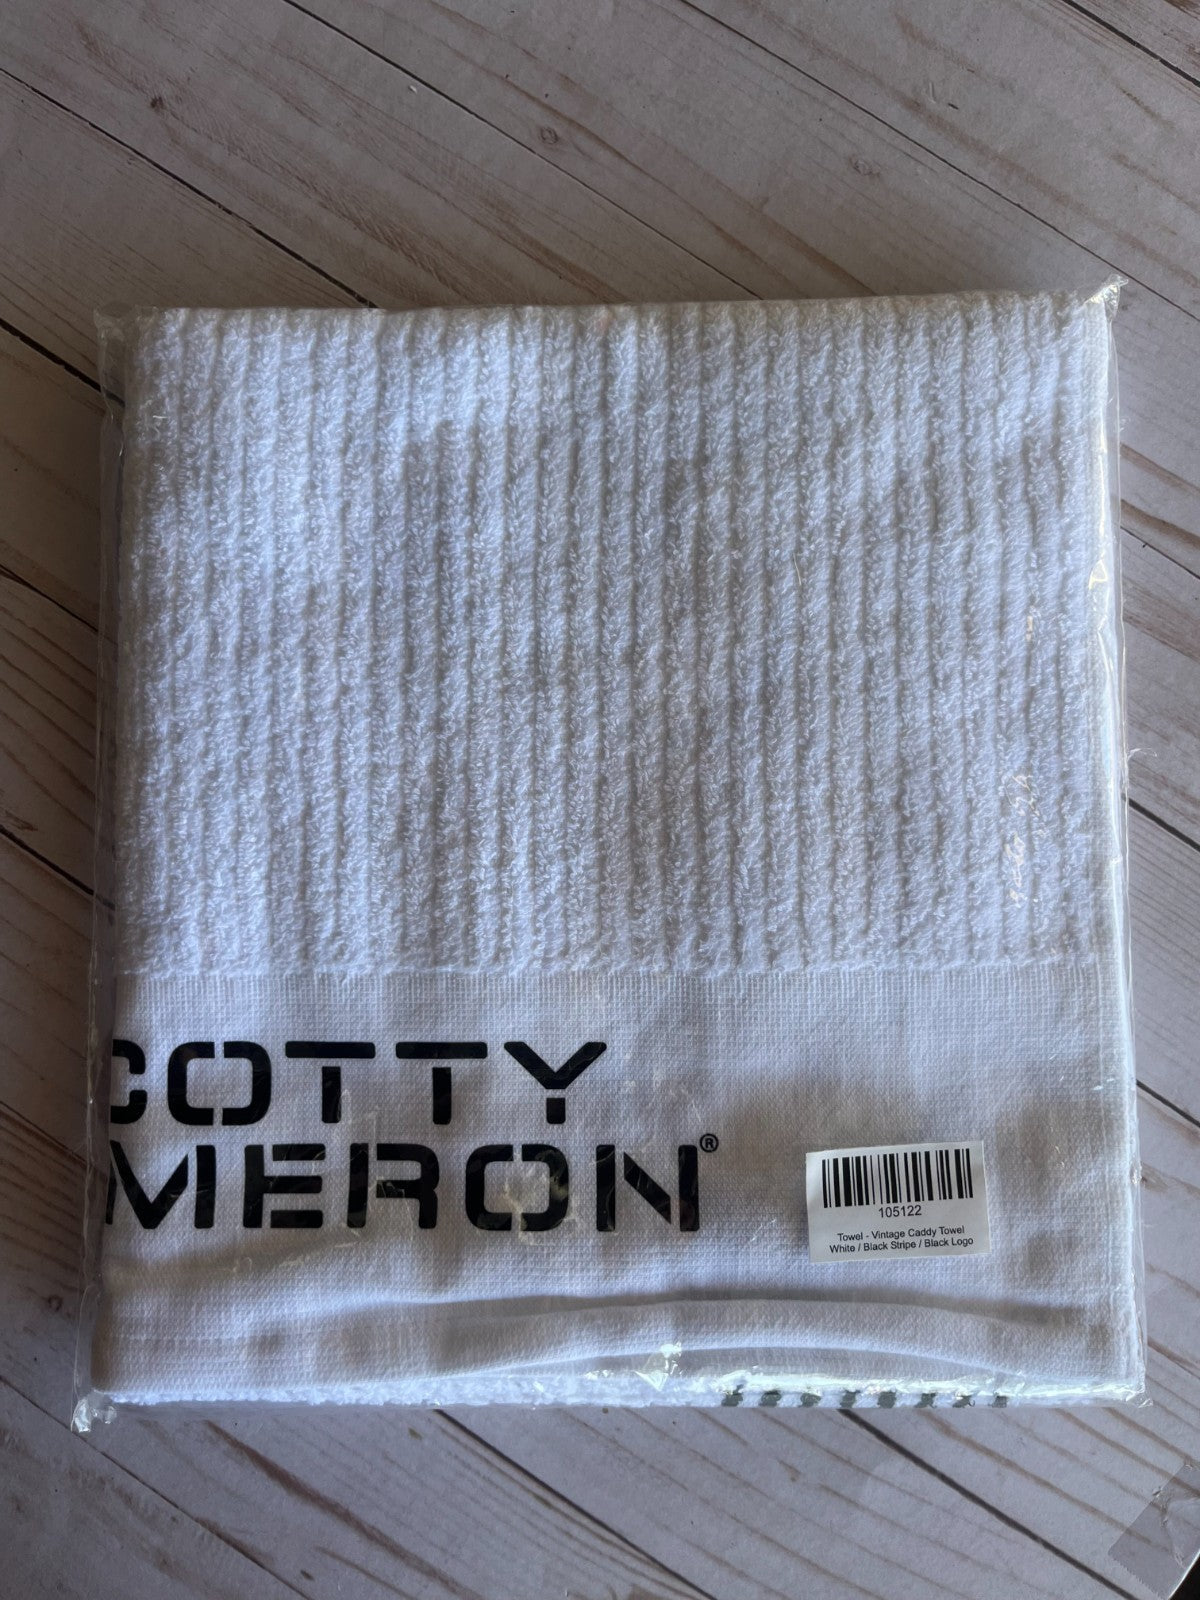 COTTY
MERON®
105122
Towel - Vintage Caddy Towel
White / Black Stripe / Black Logo